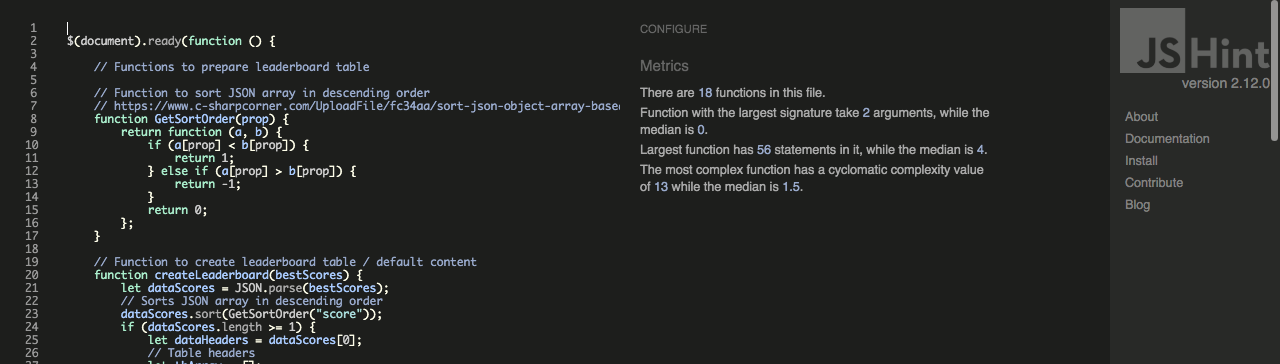 1
2 $(document).ready(function () {
3
4 // Functions to prepare leaderboard table
5
6 // Function to sort JSON array in descending order
7 // https://www.c-sharpcorner.com/UploadFile/fc34aa/sort-json-object-array-base
8 function GetSortOrder(prop) {
9 return function (a, b) {
10 if (a[prop] < b[prop]) {
11 return 1;
12 } else if (a[prop] > b[prop]) {
13 return -1;
14 }
15 return 0;
16 };
17 }
18
19 // Function to create leaderboard table / default content
20 function createLeaderboard(bestScores) {
21 let dataScores = JSON.parse(bestScores);
22 // Sorts JSON array in descending order
23 dataScores.sort(GetSortOrder("score"));
24 if (dataScores.length >= 1) {
25 let dataHeaders = dataScores[0];
26 // Table headers
CONFIGURE
Metrics
There are 18 functions in this file.
Function with the largest signature take 2 arguments, while the
median is 0.
Largest function has 56 statements in it, while the median is 4.
The most complex function has a cyclomatic complexity value
of 13 while the median is 1.5.
JSHint
version 2.12.0
About
Documentation
Install
Contribute
Blog